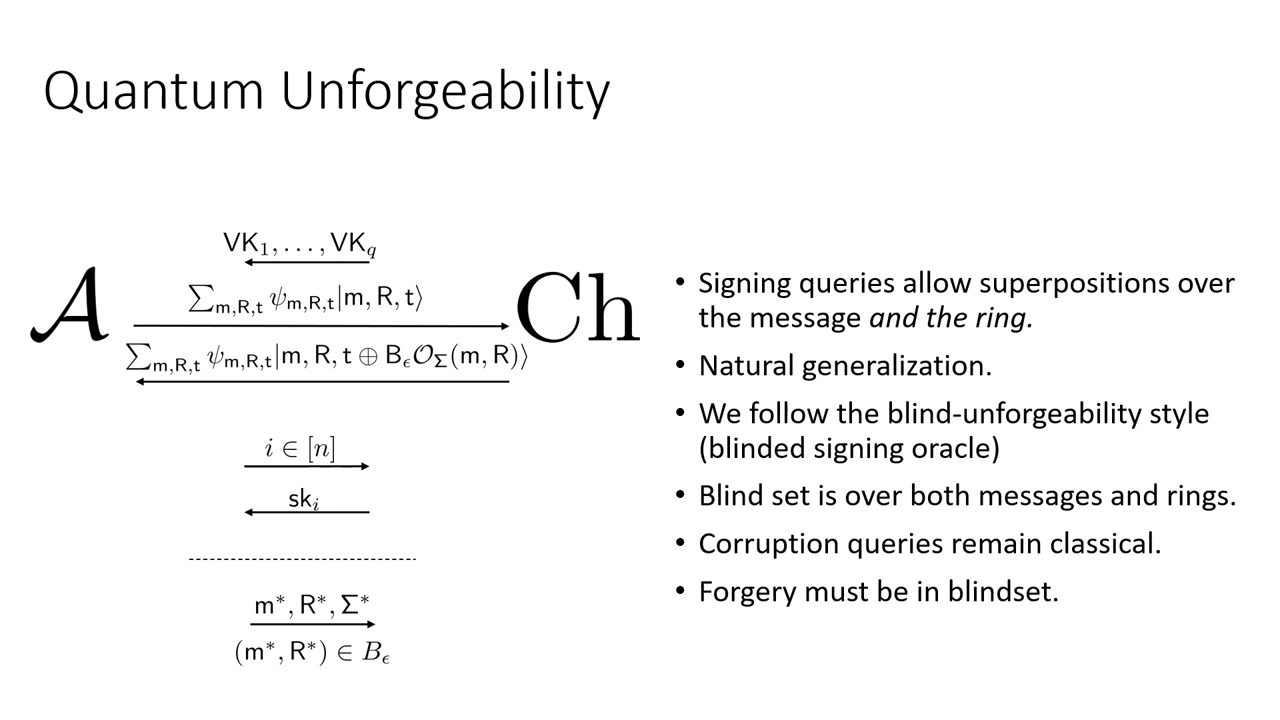 Quantum Unforgeability
VK₁, . . . , VK_q
𝒜
∑_{m,R,t} ψ_{m,R,t}|m, R, t⟩
Ch
∑_{m,R,t} ψ_{m,R,t}|m, R, t ⊕ B_ϵ𝒪_Σ(m, R)⟩
i ∈ [n]
sk_i
m*, R*, Σ*
(m*, R*) ∈ B_ϵ
• Signing queries allow superpositions over
the message and the ring.
• Natural generalization.
• We follow the blind-unforgeability style
(blinded signing oracle)
• Blind set is over both messages and rings.
• Corruption queries remain classical.
• Forgery must be in blindset.